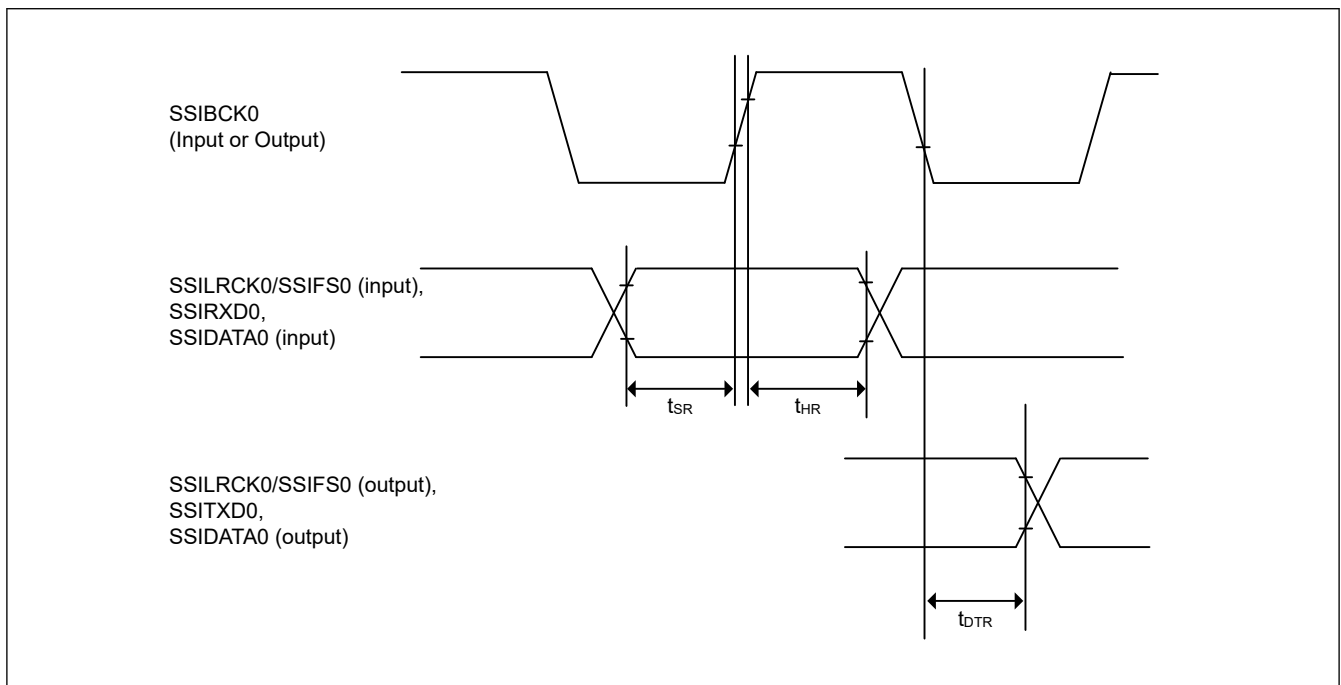 SSIBCK0
(Input or Output)
SSILRCK0/SSIFS0 (input),
SSIRXD0,
SSIDATA0 (input)
tSR
tHR
SSILRCK0/SSIFS0 (output),
SSITXD0,
SSIDATA0 (output)
tDTR